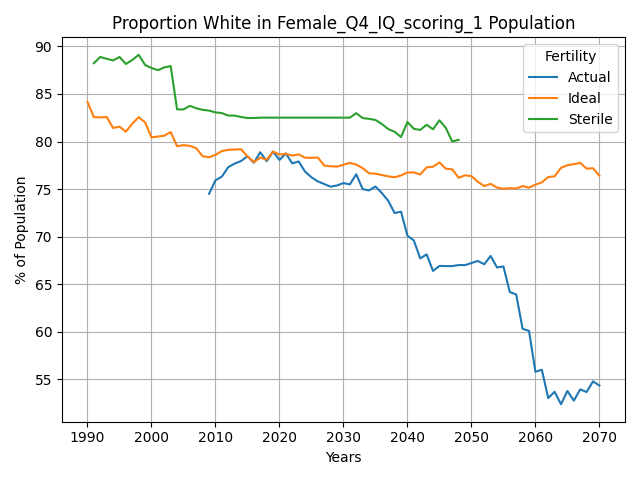 Proportion White in Female_Q4_IQ_scoring_1 Population
Fertility
Actual
Ideal
Sterile
% of Population
90
85
80
75
70
65
60
55
1990 2000 2010 2020 2030 2040 2050 2060 2070
Years